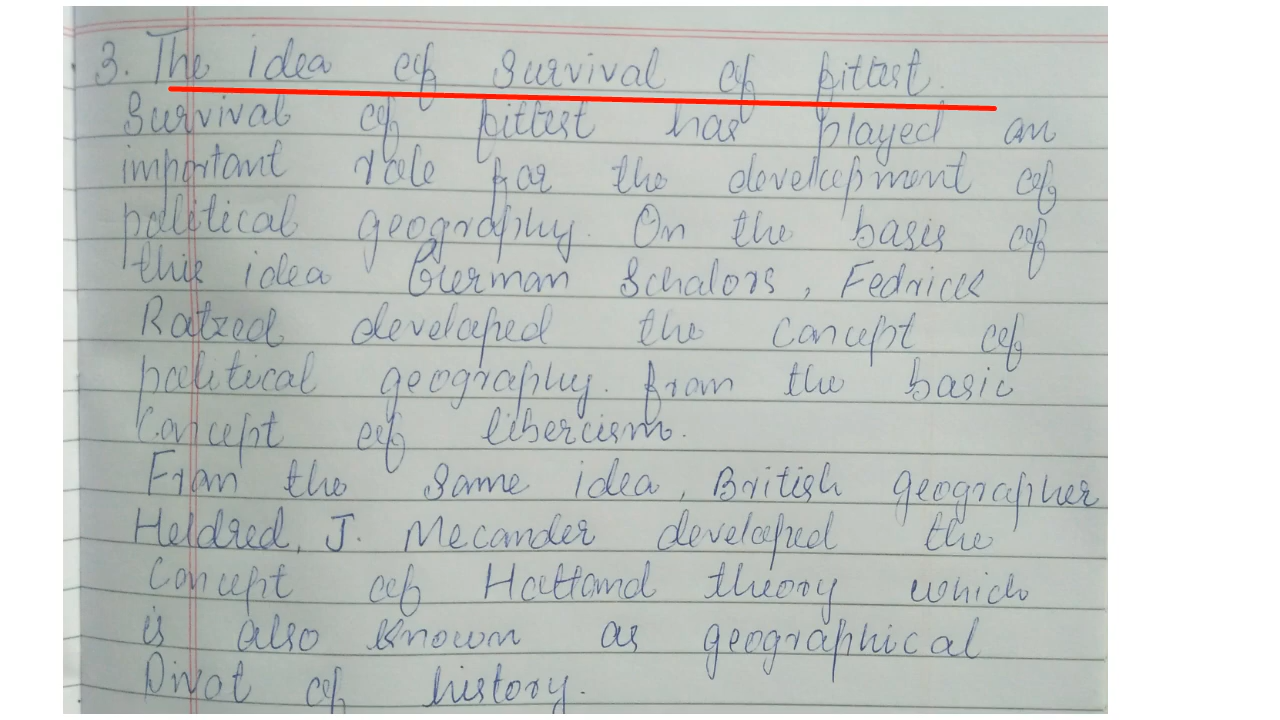 3. The idea of Survival of fittest.
Survival of fittest has played an
important role for the development of
political geography. On the basis of
this idea German Schalors, Fedrick
Ratzed developed the Concept of
political geography. from the basic
Concept of libercism.
From the same idea, British geographer
Heldred, J. Mecander developed the
Concept of Hattand theory which
is also known as geographical
Pivot of history.